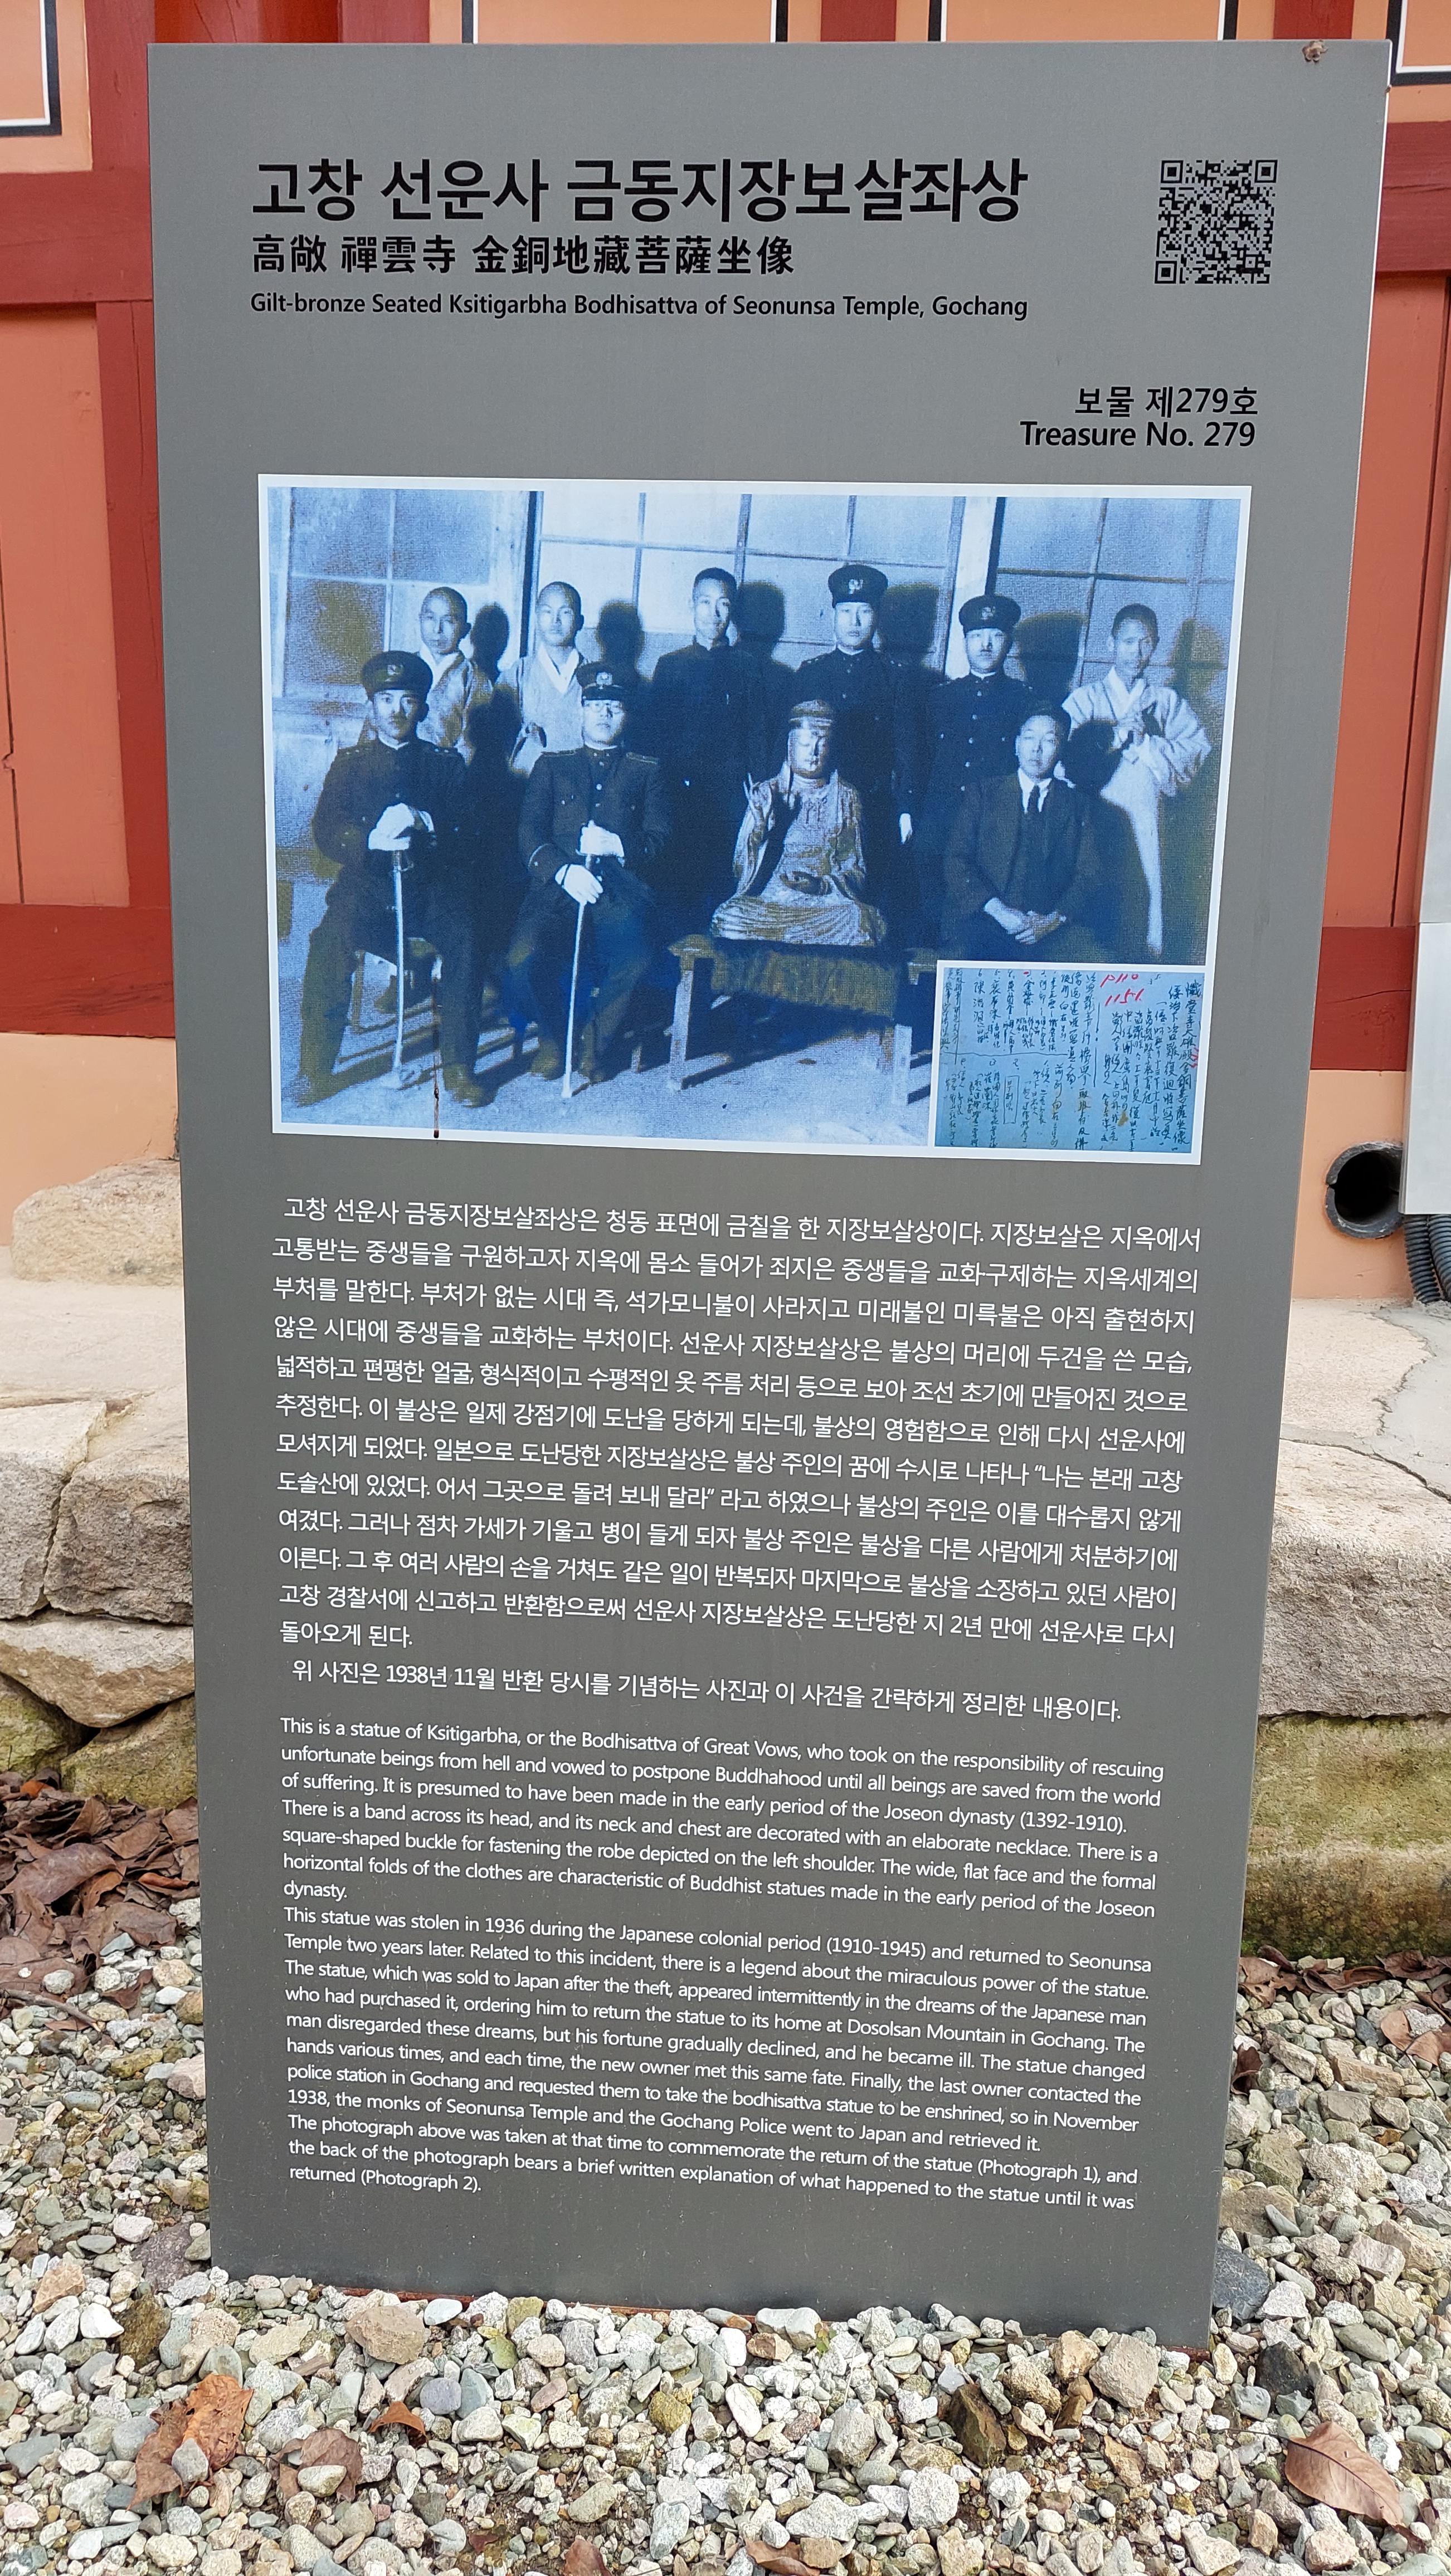 고창 선운사 금동지장보살좌상
高敞 禪雲寺 金銅地藏菩薩坐像
Gilt-bronze Seated Ksitigarbha Bodhisattva of Seonunsa Temple, Gochang
보물 제279호
Treasure No. 279
고창 선운사 금동지장보살좌상은 청동 표면에 금칠을 한 지장보살상이다. 지장보살은 지옥에서
고통받는 중생들을 구원하고자 지옥에 몸소 들어가 죄지은 중생들을 교화·구제하는 지옥세계의
부처를 말한다. 부처가 없는 시대 즉, 석가모니불이 사라지고 미래불인 미륵불은 아직 출현하지
않은 시대에 중생들을 교화하는 부처이다. 선운사 지장보살상은 불상의 머리에 두건을 쓴 모습,
넓적하고 편평한 얼굴, 형식적이고 수평적인 옷 주름 처리 등으로 보아 조선 초기에 만들어진 것으로
추정한다. 이 불상은 일제 강점기에 도난을 당하게 되는데, 불상의 영험함으로 인해 다시 선운사에
모셔지게 되었다. 일본으로 도난당한 지장보살상은 불상 주인의 꿈에 수시로 나타나 “나는 본래 고창
도솔산에 있었다. 어서 그곳으로 돌려 보내 달라” 라고 하였으나 불상의 주인은 이를 대수롭지 않게
여겼다. 그러나 점차 가세가 기울고 병이 들게 되자 불상 주인은 불상을 다른 사람에게 처분하기에
이른다. 그 후 여러 사람의 손을 거쳐도 같은 일이 반복되자 마지막으로 불상을 소장하고 있던 사람이
고창 경찰서에 신고하고 반환함으로써 선운사 지장보살상은 도난당한 지 2년 만에 선운사로 다시
돌아오게 된다.
위 사진은 1938년 11월 반환 당시를 기념하는 사진과 이 사건을 간략하게 정리한 내용이다.
This is a statue of Ksitigarbha, or the Bodhisattva of Great Vows, who took on the responsibility of rescuing
unfortunate beings from hell and vowed to postpone Buddhahood until all beings are saved from the world
of suffering. It is presumed to have been made in the early period of the Joseon dynasty (1392-1910).
There is a band across its head, and its neck and chest are decorated with an elaborate necklace. There is a
square-shaped buckle for fastening the robe depicted on the left shoulder. The wide, flat face and the formal
horizontal folds of the clothes are characteristic of Buddhist statues made in the early period of the Joseon
dynasty.
This statue was stolen in 1936 during the Japanese colonial period (1910-1945) and returned to Seonunsa
Temple two years later. Related to this incident, there is a legend about the miraculous power of the statue.
The statue, which was sold to Japan after the theft, appeared intermittently in the dreams of the Japanese man
who had purchased it, ordering him to return the statue to its home at Dosolsan Mountain in Gochang. The
man disregarded these dreams, but his fortune gradually declined, and he became ill. The statue changed
hands various times, and each time, the new owner met this same fate. Finally, the last owner contacted the
police station in Gochang and requested them to take the bodhisattva statue to be enshrined, so in November
1938, the monks of Seonunsa Temple and the Gochang Police went to Japan and retrieved it.
The photograph above was taken at that time to commemorate the return of the statue (Photograph 1), and
the back of the photograph bears a brief written explanation of what happened to the statue until it was
returned (Photograph 2).